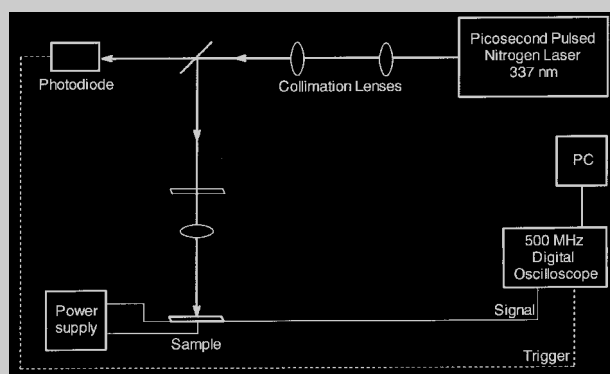 Picosecond Pulsed
Nitrogen Laser
337 nm
Photodiode
Collimation Lenses
PC
500 MHz
Digital
Oscilloscope
Power
supply
Signal
Sample
Trigger